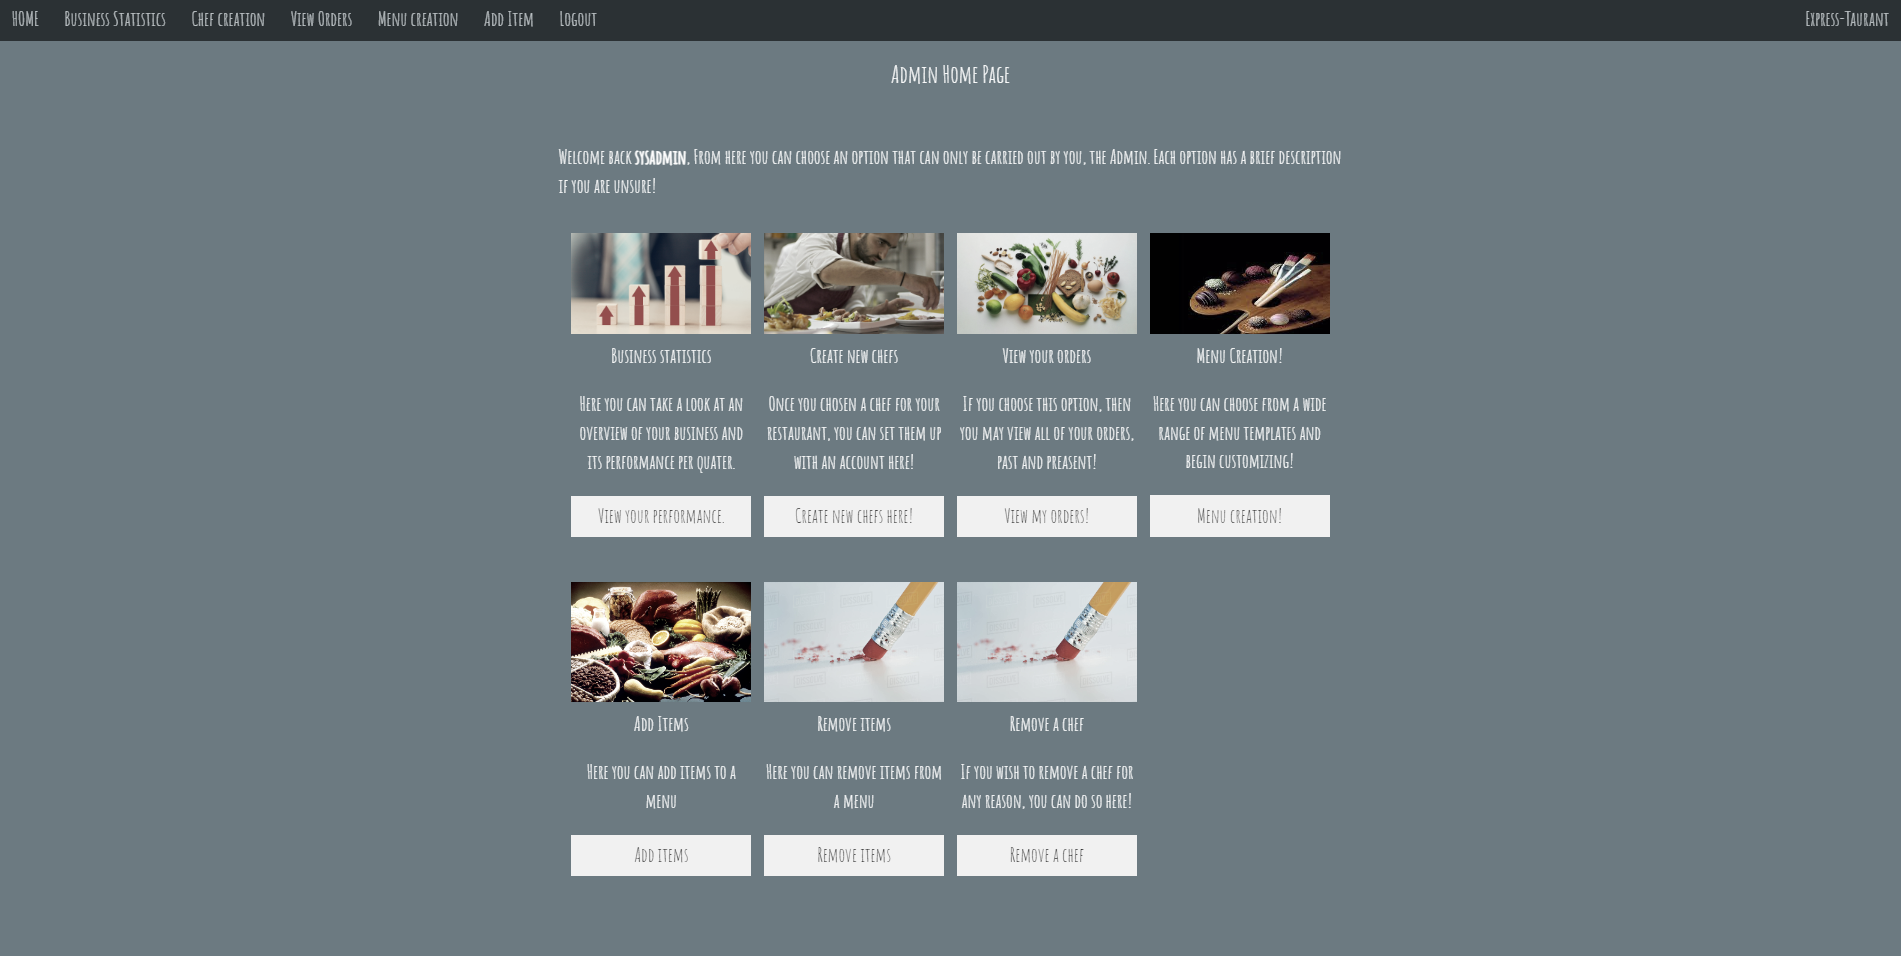 HOME Business Statistics Chef creation View Orders Menu creation Add Item Logout Express-Taurant
Admin Home Page
Welcome back sysadmin, From here you can choose an option that can only be carried out by you, the Admin. Each option has a brief description
if you are unsure!
Business statistics
Here you can take a look at an
overview of your business and
its performance per quater.
View your performance.
Create new chefs
Once you chosen a chef for your
restaurant, you can set them up
with an account here!
Create new chefs here!
View your orders
If you choose this option, then
you may view all of your orders,
past and preasent!
View my orders!
Menu Creation!
Here you can choose from a wide
range of menu templates and
begin customizing!
Menu creation!
Add Items
Here you can add items to a
menu
Add items
Remove items
Here you can remove items from
a menu
Remove items
Remove a chef
If you wish to remove a chef for
any reason, you can do so here!
Remove a chef